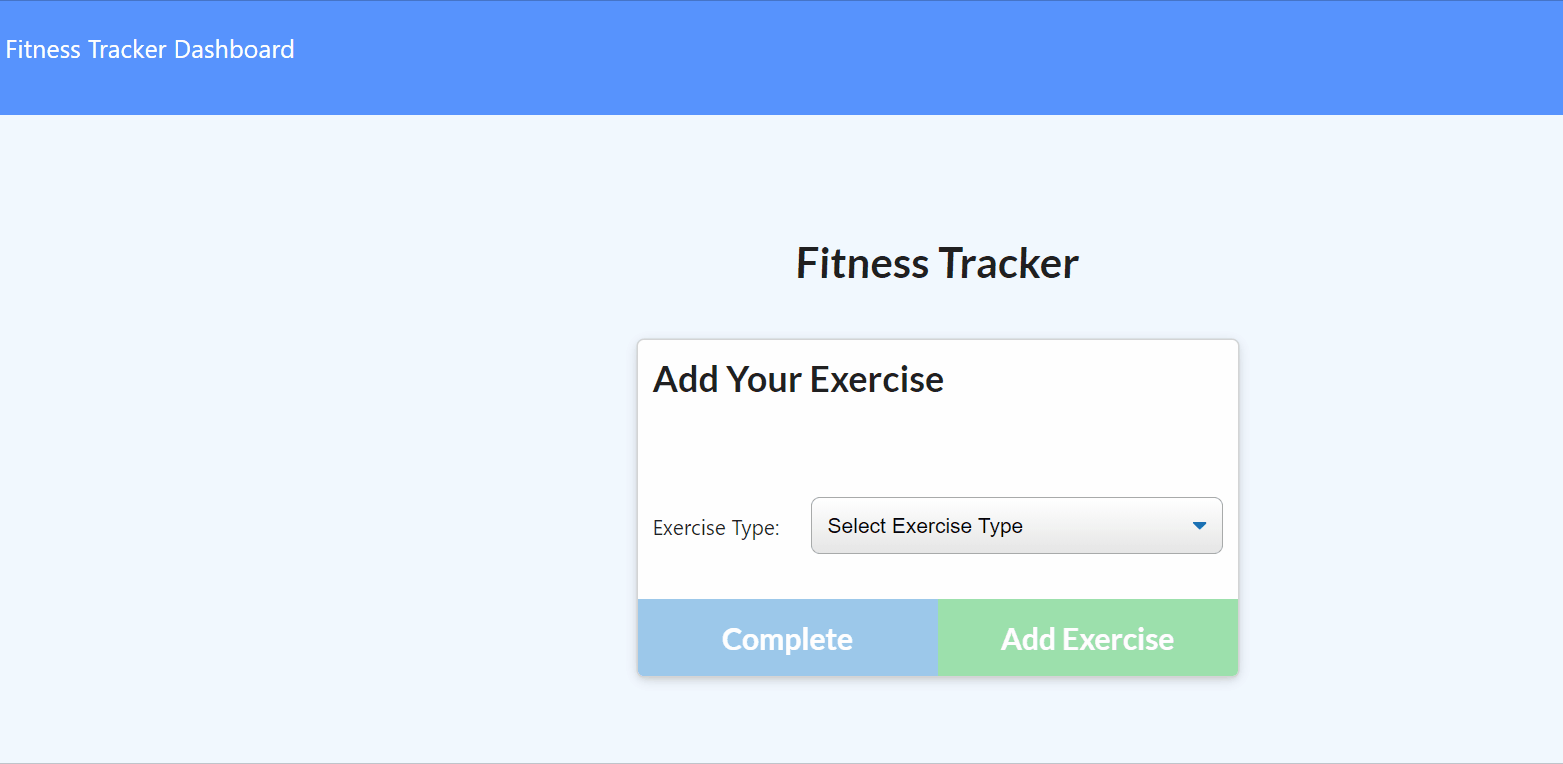 Fitness Tracker Dashboard
Fitness Tracker
Add Your Exercise
Exercise Type: Select Exercise Type
Complete Add Exercise